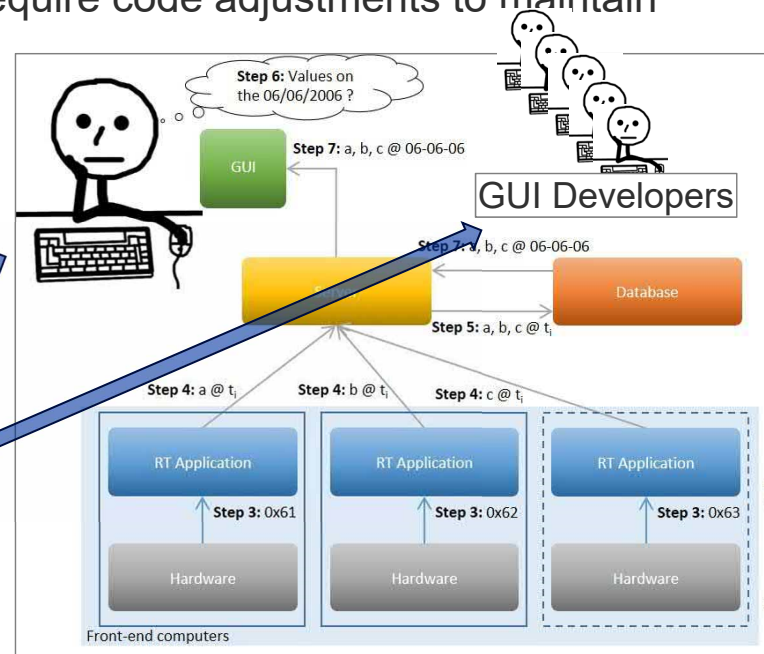 equire code adjustments to maintain
Step 6: Values on
the 06/06/2006 ?
GUI
Step 7: a, b, c @ 06-06-06
GUI Developers
Step 7: a, b, c @ 06-06-06
Server
Database
Step 5: a, b, c @ ti
Step 4: a @ ti
Step 4: b @ ti
Step 4: c @ ti
RT Application
RT Application
RT Application
Step 3: 0x61
Step 3: 0x62
Step 3: 0x63
Hardware
Hardware
Hardware
Front-end computers